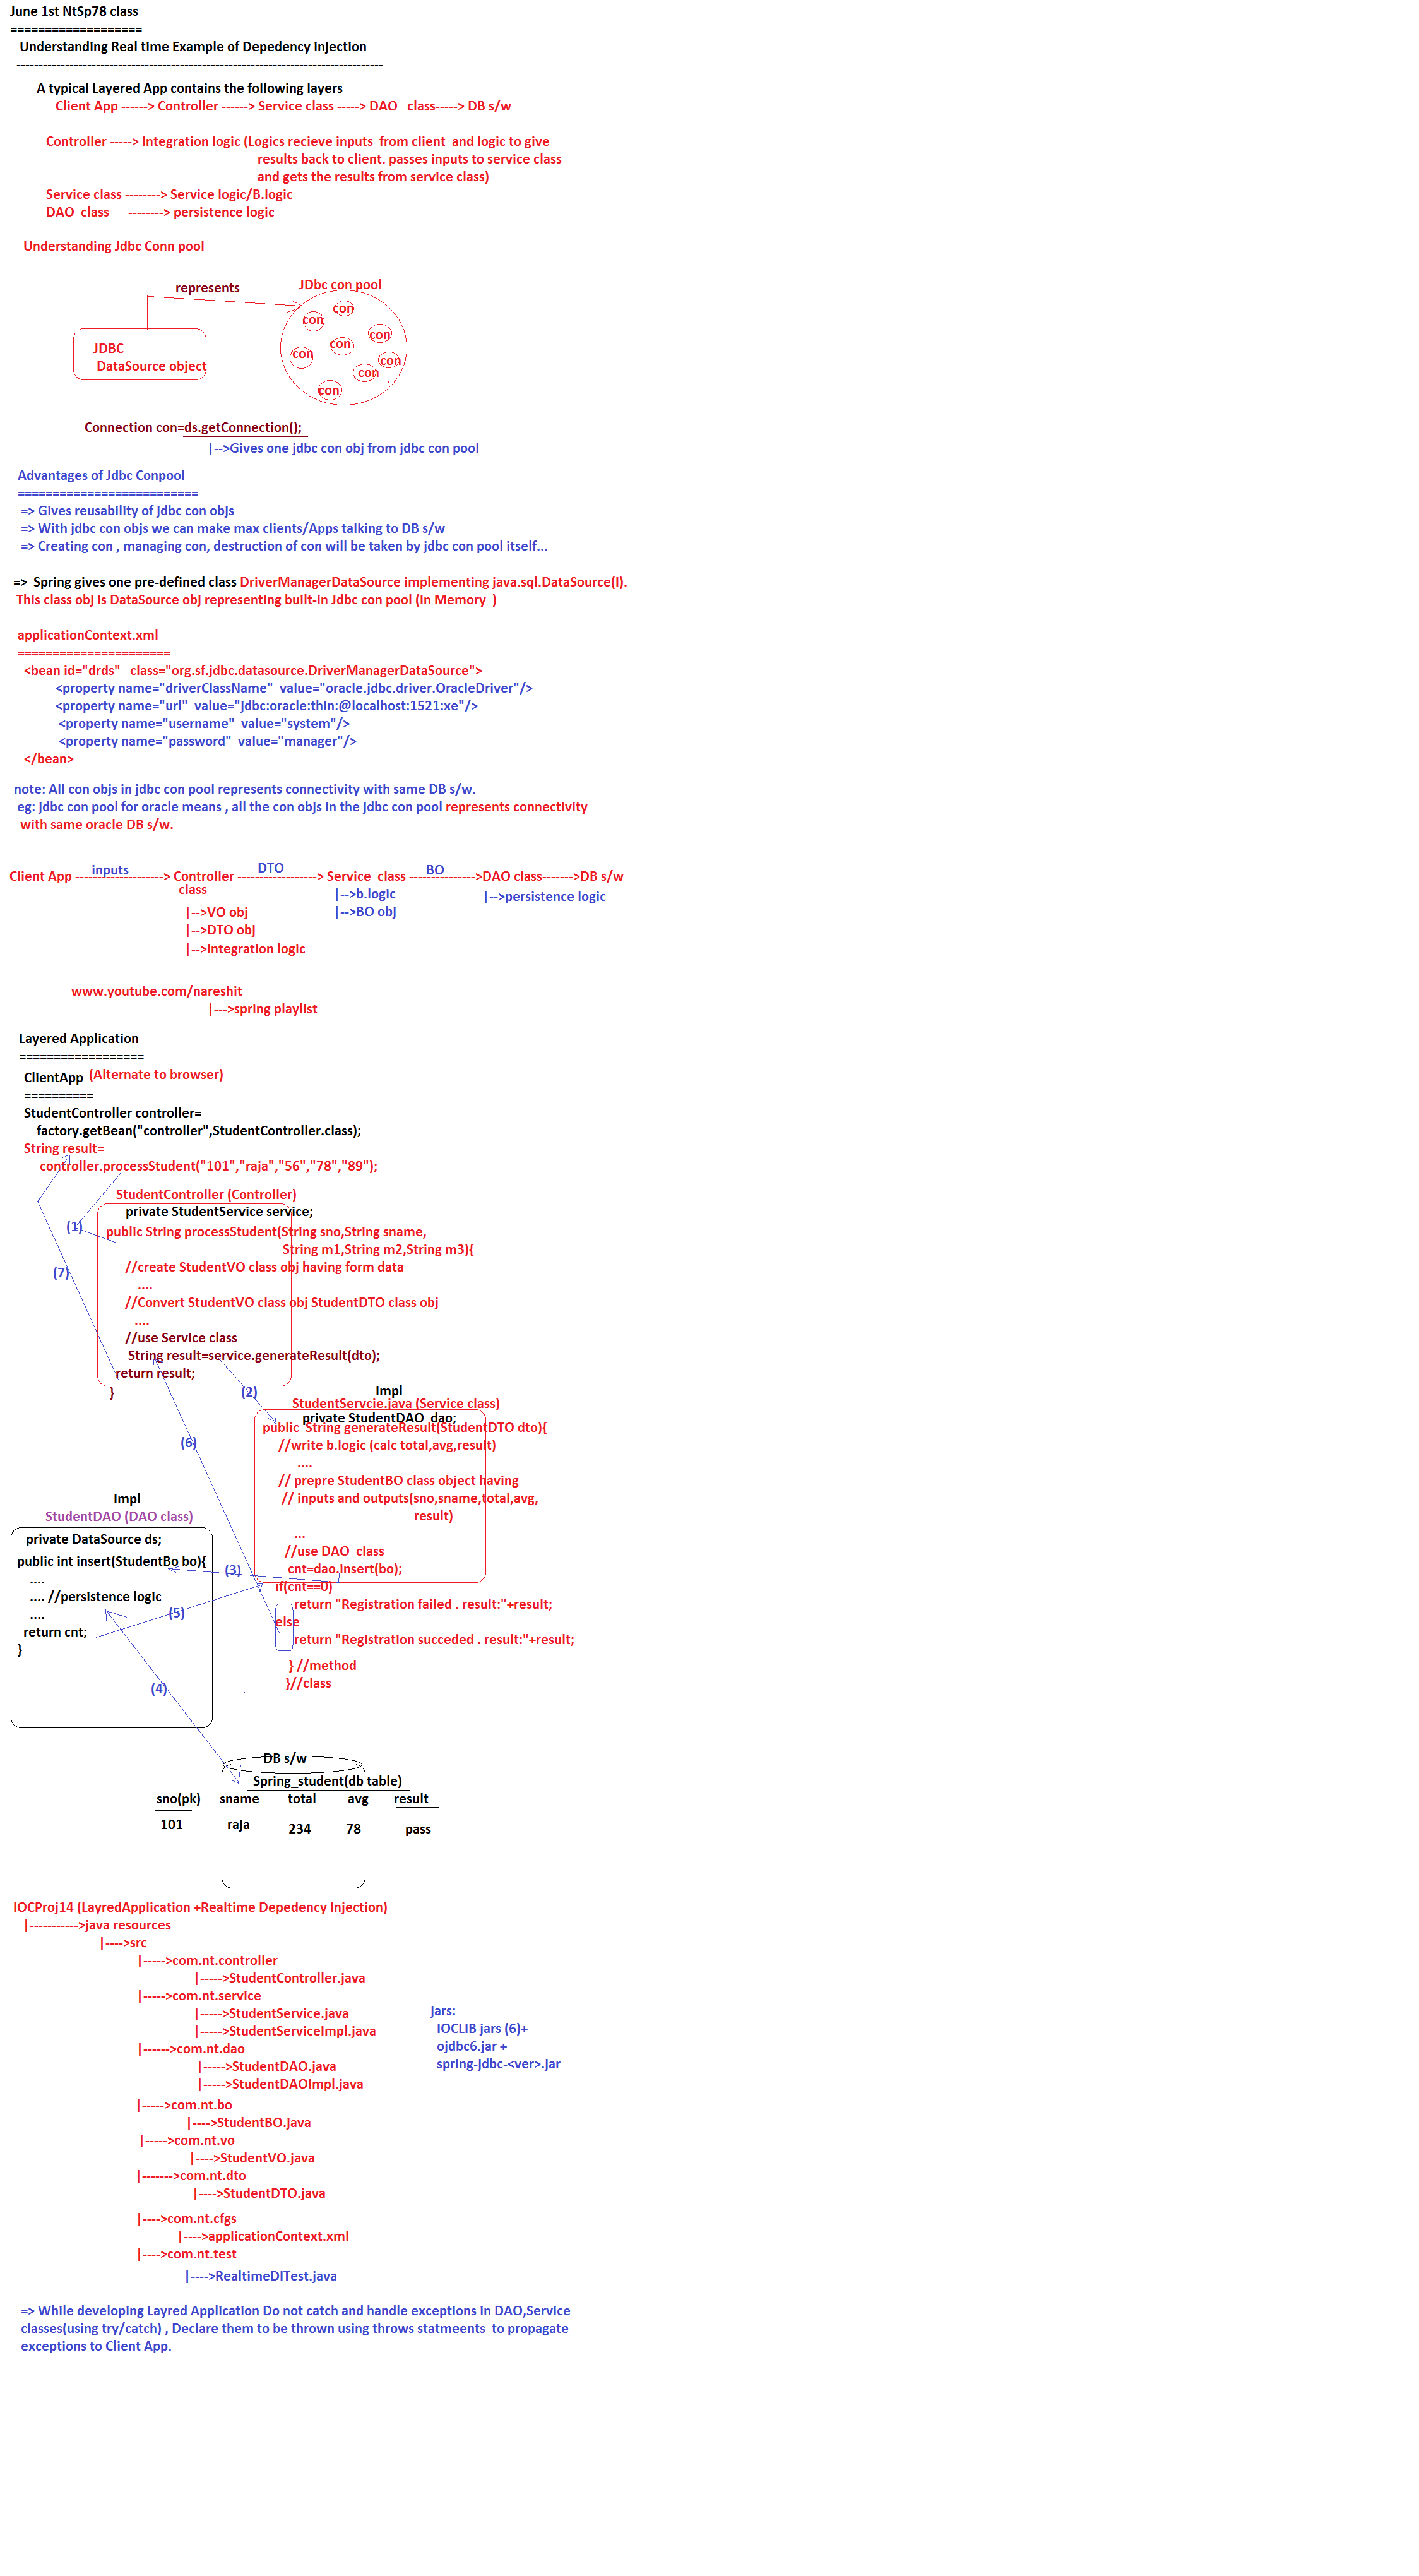 June 1st NtSp78 class
===================
Understanding Real time Example of Depedency injection
------------------------------------------------------------------------------------
A typical Layered App contains the following layers
Client App ------> Controller ------> Service class -----> DAO class-----> DB s/w
Controller -----> Integration logic (Logics recieve inputs from client and logic to give
results back to client. passes inputs to service class
and gets the results from service class)
Service class --------> Service logic/B.logic
DAO class --------> persistence logic
Understanding Jdbc Conn pool
represents
JDbc con pool
con
con
con
con
con
con
con
con
JDBC
DataSource object
Connection con=ds.getConnection();
|-->Gives one jdbc con obj from jdbc con pool
Advantages of Jdbc Conpool
==========================
=> Gives reusability of jdbc con objs
=> With jdbc con objs we can make max clients/Apps talking to DB s/w
=> Creating con , managing con, destruction of con will be taken by jdbc con pool itself...
=> Spring gives one pre-defined class DriverManagerDataSource implementing java.sql.DataSource(I).
This class obj is DataSource obj representing built-in Jdbc con pool (In Memory )
applicationContext.xml
======================
<bean id="drds" class="org.sf.jdbc.datasource.DriverManagerDataSource">
<property name="driverClassName" value="oracle.jdbc.driver.OracleDriver"/>
<property name="url" value="jdbc:oracle:thin:@localhost:1521:xe"/>
<property name="username" value="system"/>
<property name="password" value="manager"/>
</bean>
note: All con objs in jdbc con pool represents connectivity with same DB s/w.
eg: jdbc con pool for oracle means , all the con objs in the jdbc con pool represents connectivity
with same oracle DB s/w.
inputs DTO BO
Client App --------------------> Controller ------------------> Service class --------------->DAO class------->DB s/w
class
|-->b.logic
|-->persistence logic
|-->VO obj
|-->BO obj
|-->DTO obj
|-->Integration logic
www.youtube.com/nareshit
|--->spring playlist
Layered Application
==================
ClientApp (Alternate to browser)
==========
StudentController controller=
factory.getBean("controller",StudentController.class);
String result=
controller.processStudent("101","raja","56","78","89");
StudentController (Controller)
private StudentService service;
(1)
public String processStudent(String sno,String sname,
String m1,String m2,String m3){
(7)
//create StudentVO class obj having form data
....
//Convert StudentVO class obj StudentDTO class obj
....
//use Service class
String result=service.generateResult(dto);
return result;
}
(2)
Impl
StudentServcie.java (Service class)
private StudentDAO dao;
public String generateResult(StudentDTO dto){
(6)
//write b.logic (calc total,avg,result)
....
// prepre StudentBO class object having
// inputs and outputs(sno,sname,total,avg,
result)
...
//use DAO class
cnt=dao.insert(bo);
if(cnt==0)
return "Registration failed . result:"+result;
else
return "Registration succeded . result:"+result;
} //method
}//class
Impl
StudentDAO (DAO class)
private DataSource ds;
public int insert(StudentBo bo){
(3)
....
.... //persistence logic
....
(5)
return cnt;
}
(4)
DB s/w
Spring_student(db table)
sno(pk) sname total avg result
101 raja 234 78 pass
IOCProj14 (LayredApplication +Realtime Depedency Injection)
|----------->java resources
|---->src
|----->com.nt.controller
|----->StudentController.java
|----->com.nt.service
|----->StudentService.java
|----->StudentServiceImpl.java
|------>com.nt.dao
|----->StudentDAO.java
|----->StudentDAOImpl.java
|----->com.nt.bo
|---->StudentBO.java
|----->com.nt.vo
|---->StudentVO.java
|------->com.nt.dto
|---->StudentDTO.java
|---->com.nt.cfgs
|---->applicationContext.xml
|---->com.nt.test
|---->RealtimeDITest.java
jars:
IOCLIB jars (6)+
ojdbc6.jar +
spring-jdbc-<ver>.jar
=> While developing Layred Application Do not catch and handle exceptions in DAO,Service
classes(using try/catch) , Declare them to be thrown using throws statmeents to propagate
exceptions to Client App.